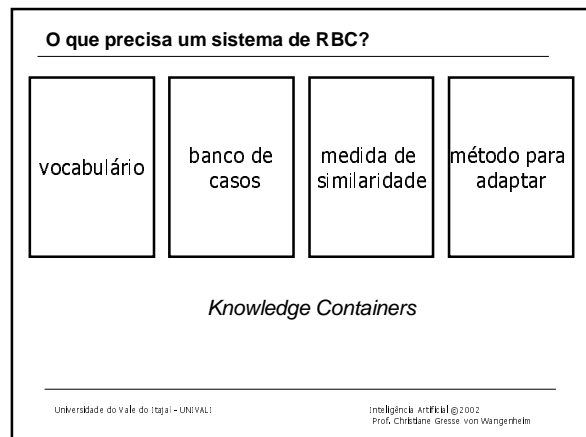 O que precisa um sistema de RBC?
vocabulário
banco de
casos
medida de
similaridade
método para
adaptar
Knowledge Containers
Universidade do Vale do Itajaí - UNIVALI
Inteligência Artificial @2002
Prof. Christiane Gresse von Wangenheim